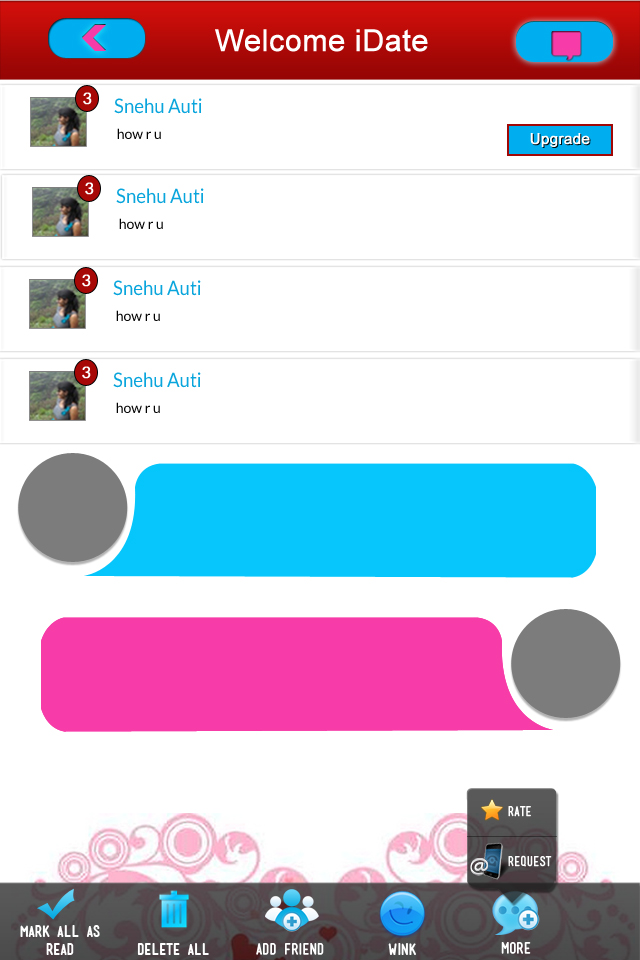 Welcome iDate
3
Snehu Auti
how r u
Upgrade
3
Snehu Auti
how r u
3
Snehu Auti
how r u
3
Snehu Auti
how r u
RATE
@ REQUEST
MARK ALL AS
READ
DELETE ALL
ADD FRIEND
WINK
MORE